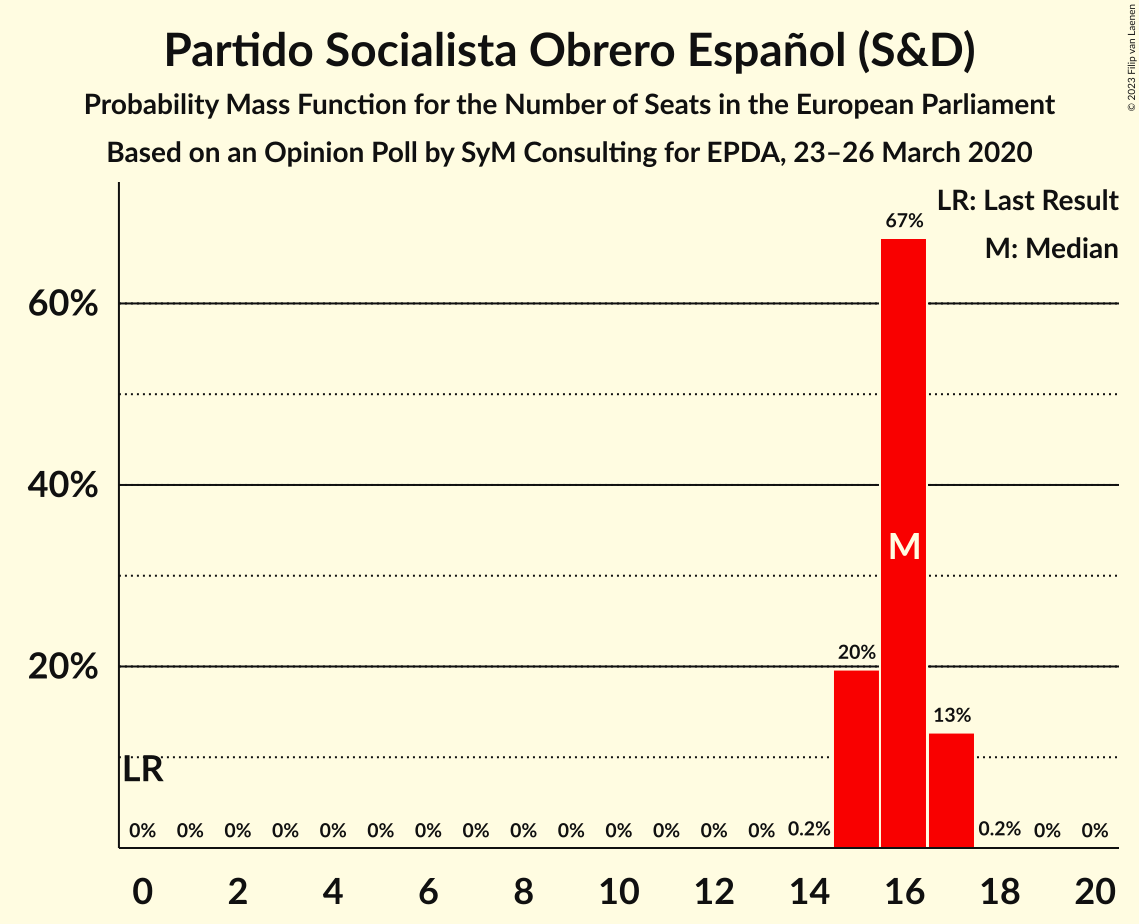 Partido Socialista Obrero Español (S&D)
Probability Mass Function for the Number of Seats in the European Parliament
Based on an Opinion Poll by SyM Consulting for EPDA, 23–26 March 2020
© 2023 Filip van Laenen
LR: Last Result
M: Median
67%
60%
40%
M
20%
20%
13%
LR
0% 0% 0% 0% 0% 0% 0% 0% 0% 0% 0% 0% 0% 0% 0.2% 0.2% 0% 0%
0 2 4 6 8 10 12 14 16 18 20